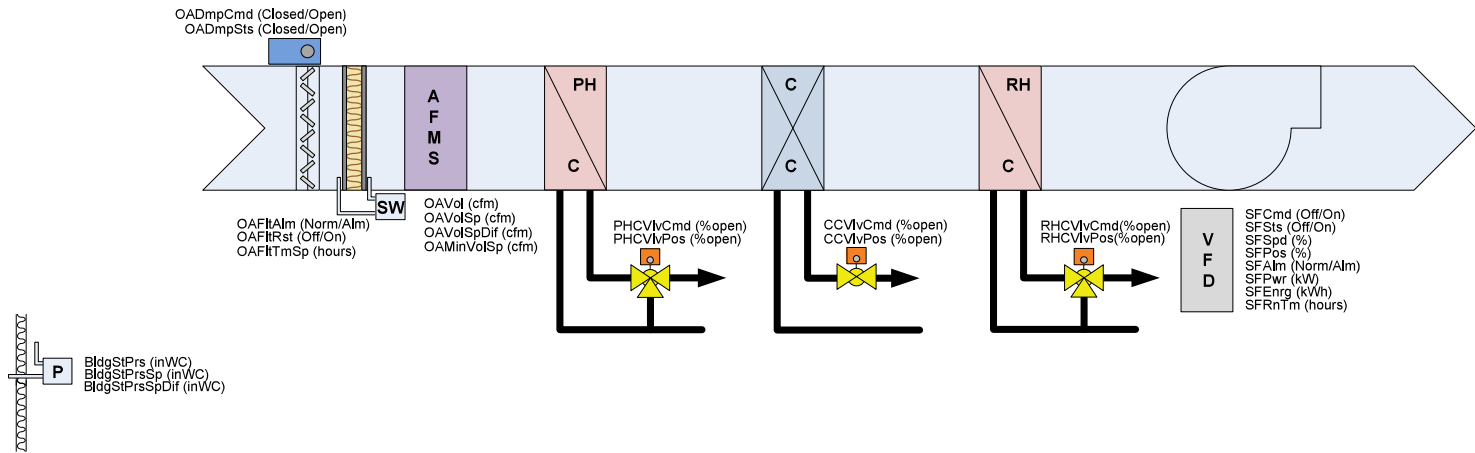 OADmpCmd (Closed/Open)
OADmpSts (Closed/Open)
A
F
M
S
PH
C
C
C
RH
C
SW
OAFltAlm (Norm/Alm)
OAFltRst (Off/On)
OAFltTmSp (hours)
OAVol (cfm)
OAVolSp (cfm)
OAVolSpDif (cfm)
OAMinVolSp (cfm)
PHCVlvCmd (%open)
PHCVlvPos (%open)
CCVlvCmd (%open)
CCVlvPos (%open)
RHCVlvCmd(%open)
RHCVlvPos(%open)
V
F
D
SFCmd (Off/On)
SFSts (Off/On)
SFSpd (%)
SFPos (%)
SFAlm (Norm/Alm)
SFPwr (kW)
SFEnrg (kWh)
SFRnTm (hours)
P
BldgStPrs (inWC)
BldgStPrsSp (inWC)
BldgStPrsSpDif (inWC)